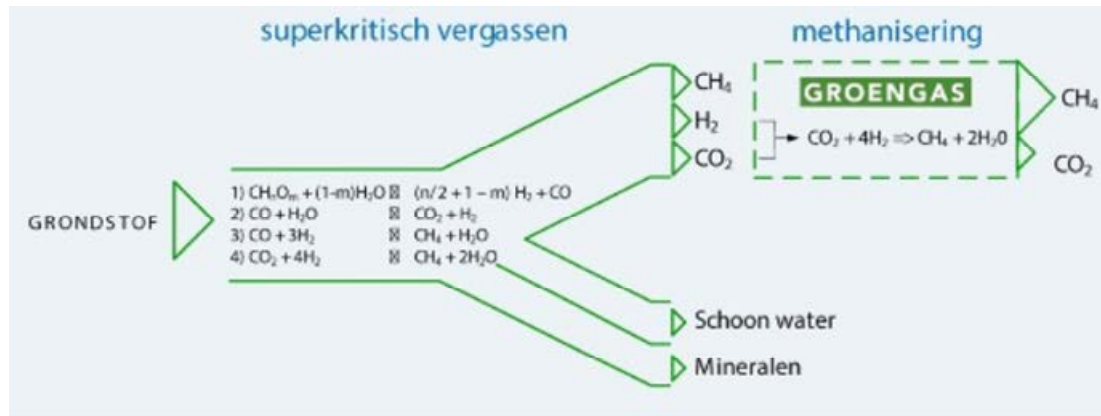 superkritisch vergassen
methanisering
GRONDSTOF
1) CHₙOₘ + (1-m)H₂O ☒ (n/2 + 1 – m) H₂ + CO
2) CO + H₂O ☒ CO₂ + H₂
3) CO + 3H₂ ☒ CH₄ + H₂O
4) CO₂ + 4H₂ ☒ CH₄ + 2H₂O
CH₄
H₂
CO₂
GROENGAS
CO₂ + 4H₂ => CH₄ + 2H₂0
CH₄
CO₂
Schoon water
Mineralen